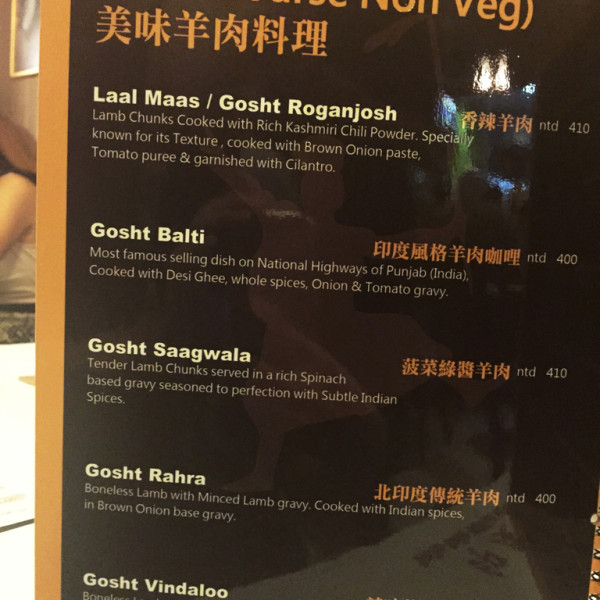 Non Veg)
美味羊肉料理
Laal Maas / Gosht Roganjosh
香辣羊肉 ntd 410
Lamb Chunks Cooked with Rich Kashmiri Chili Powder. Specially
known for its Texture , cooked with Brown Onion paste,
Tomato puree & garnished with Cilantro.
Gosht Balti
印度風格羊肉咖哩 ntd 400
Most famous selling dish on National Highways of Punjab (India),
Cooked with Desi Ghee, whole spices, Onion & Tomato gravy.
Gosht Saagwala
菠菜綠醬羊肉 ntd 410
Tender Lamb Chunks served in a rich Spinach
based gravy seasoned to perfection with Subtle Indian
Spices.
Gosht Rahra
北印度傳統羊肉 ntd 400
Boneless Lamb with Minced Lamb gravy. Cooked with Indian spices,
in Brown Onion base gravy.
Gosht Vindaloo